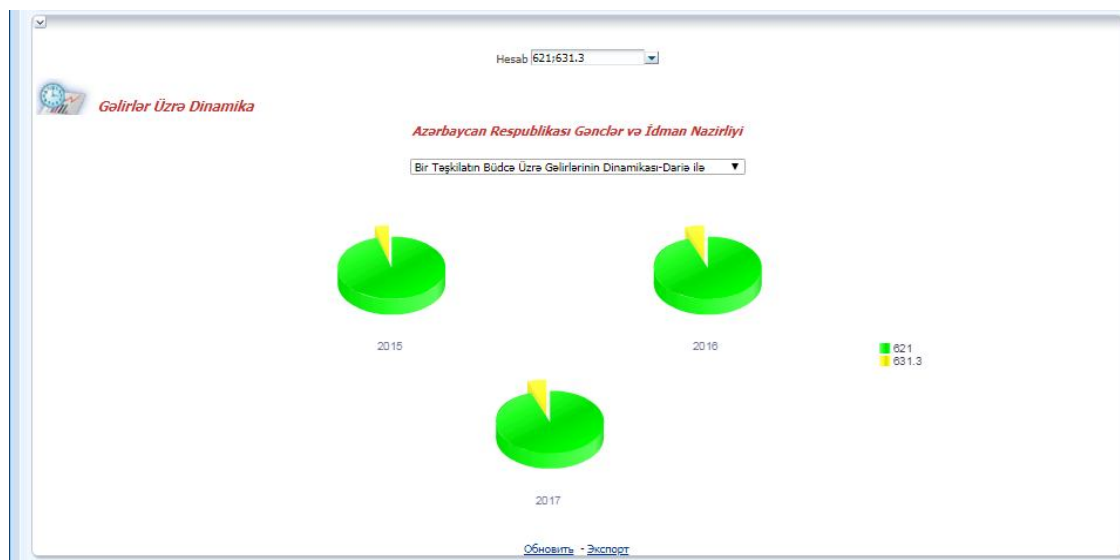 Hesab 621;631.3
Gəlirlər Üzrə Dinamika
Azərbaycan Respublikası Gənclər və İdman Nazirliyi
Bir Təşkilatın Büdcə Üzrə Gəlirlərinin Dinamikası-Dariə ilə
2015
2016
621
631.3
2017
Обновить - Экспорт